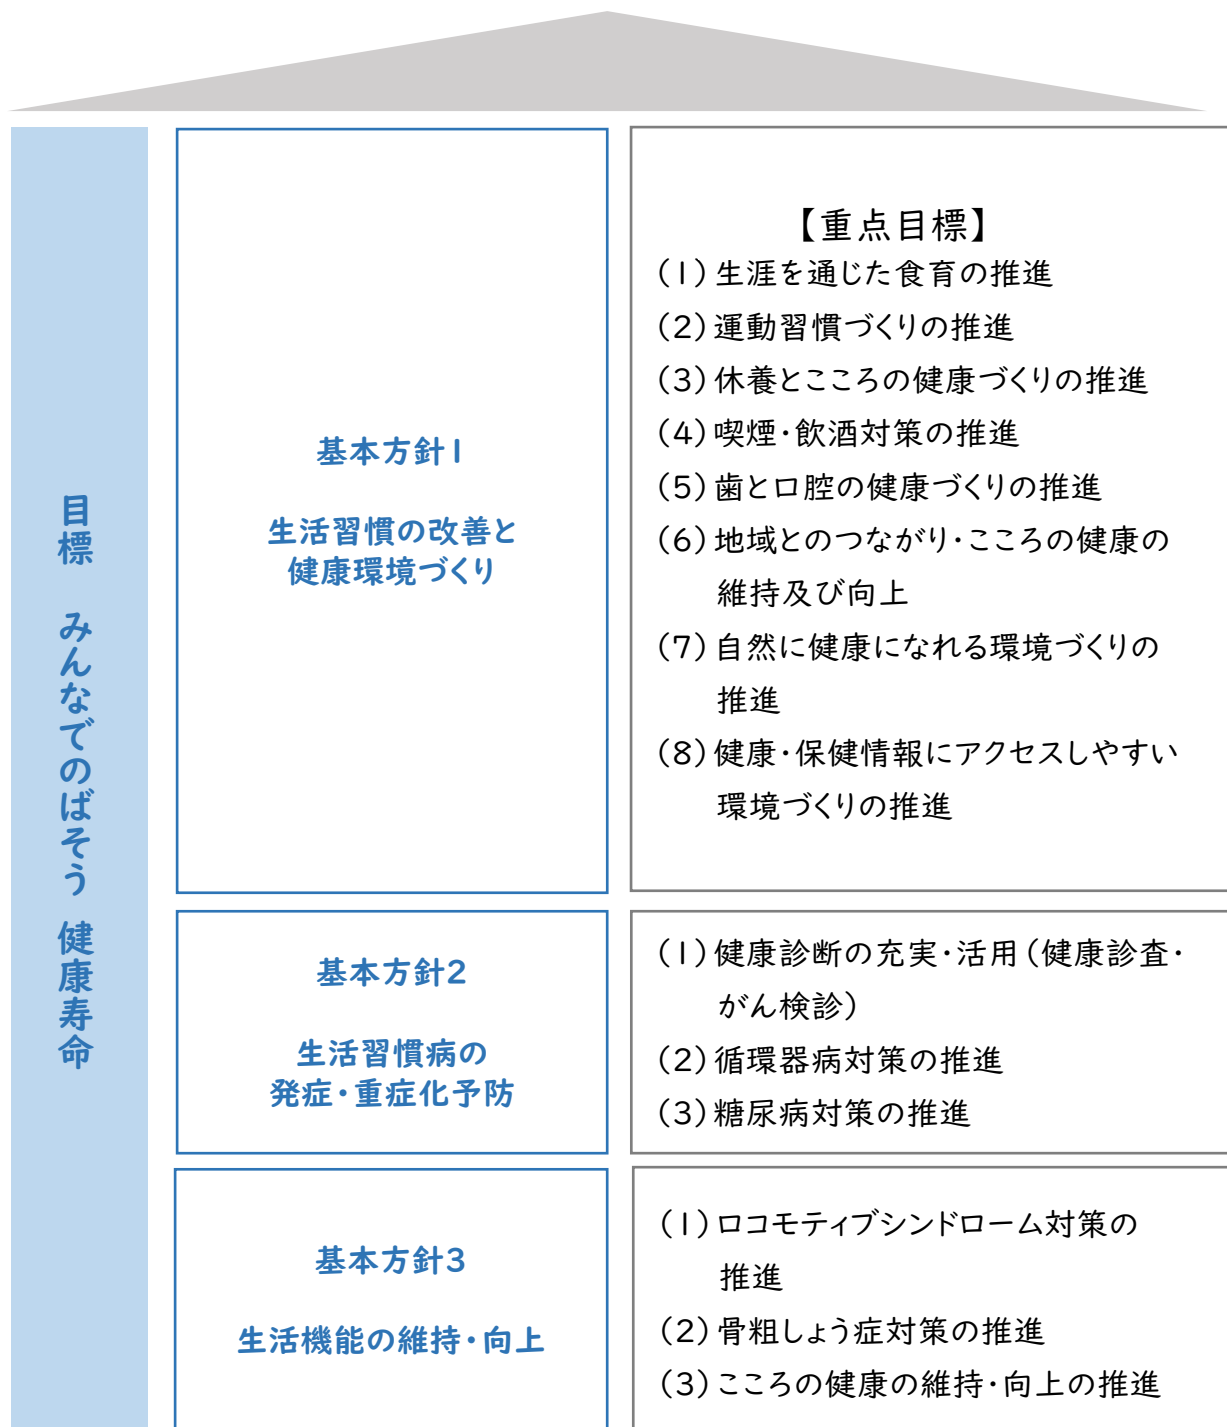 目標 みんなでのばそう 健康寿命
基本方針1
生活習慣の改善と
健康環境づくり
【重点目標】
(1)生涯を通じた食育の推進
(2)運動習慣づくりの推進
(3)休養とこころの健康づくりの推進
(4)喫煙・飲酒対策の推進
(5)歯と口腔の健康づくりの推進
(6)地域とのつながり・こころの健康の
維持及び向上
(7)自然に健康になれる環境づくりの
推進
(8)健康・保健情報にアクセスしやすい
環境づくりの推進
基本方針2
生活習慣病の
発症・重症化予防
(1)健康診断の充実・活用(健康診査・
がん検診)
(2)循環器病対策の推進
(3)糖尿病対策の推進
基本方針3
生活機能の維持・向上
(1)ロコモティブシンドローム対策の
推進
(2)骨粗しょう症対策の推進
(3)こころの健康の維持・向上の推進